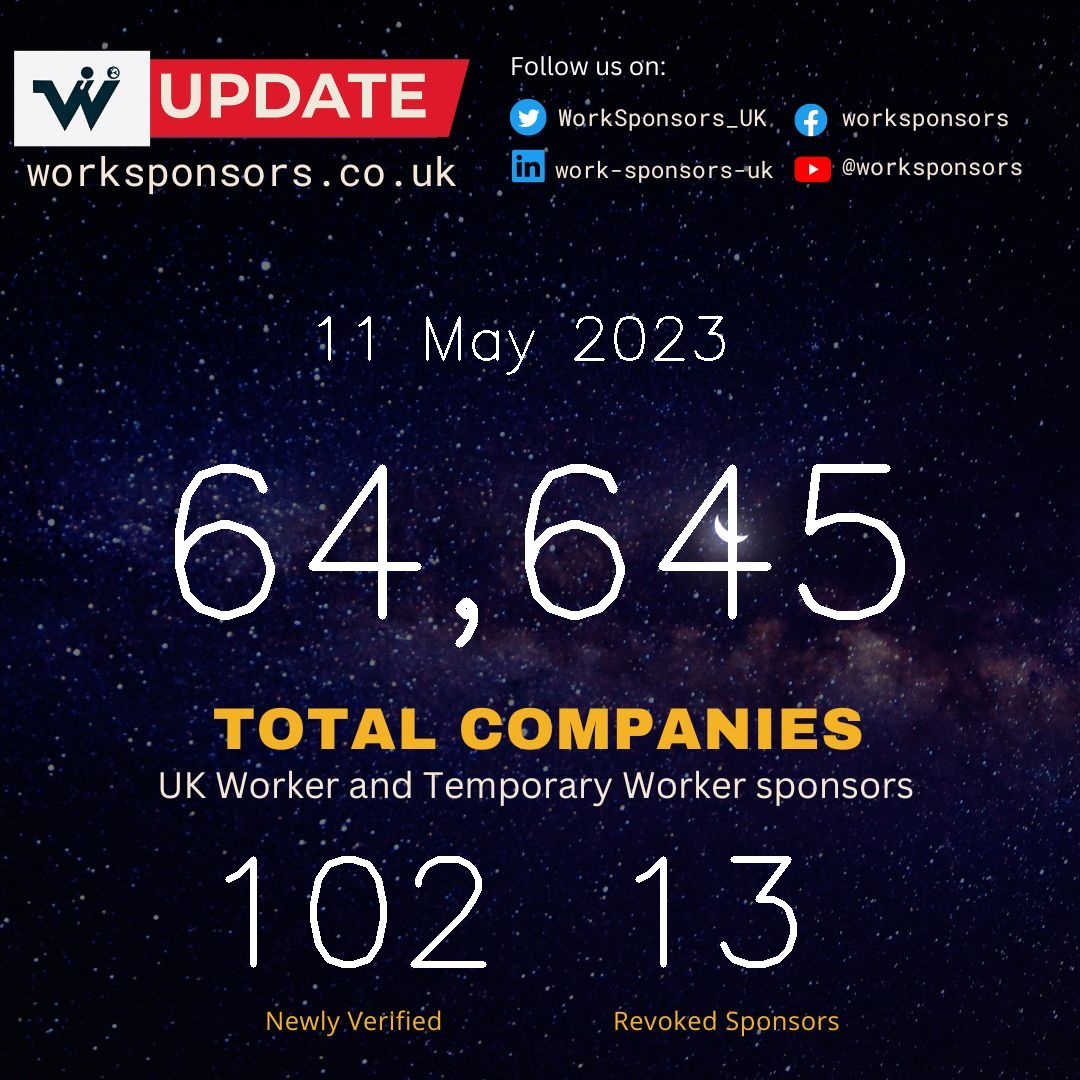 UPDATE
worksponsors.co.uk
Follow us on:
WorkSponsors_UK
worksponsors
work-sponsors-uk
@worksponsors
11 May 2023
64,645
TOTAL COMPANIES
UK Worker and Temporary Worker sponsors
102 13
Newly Verified Revoked Sponsors